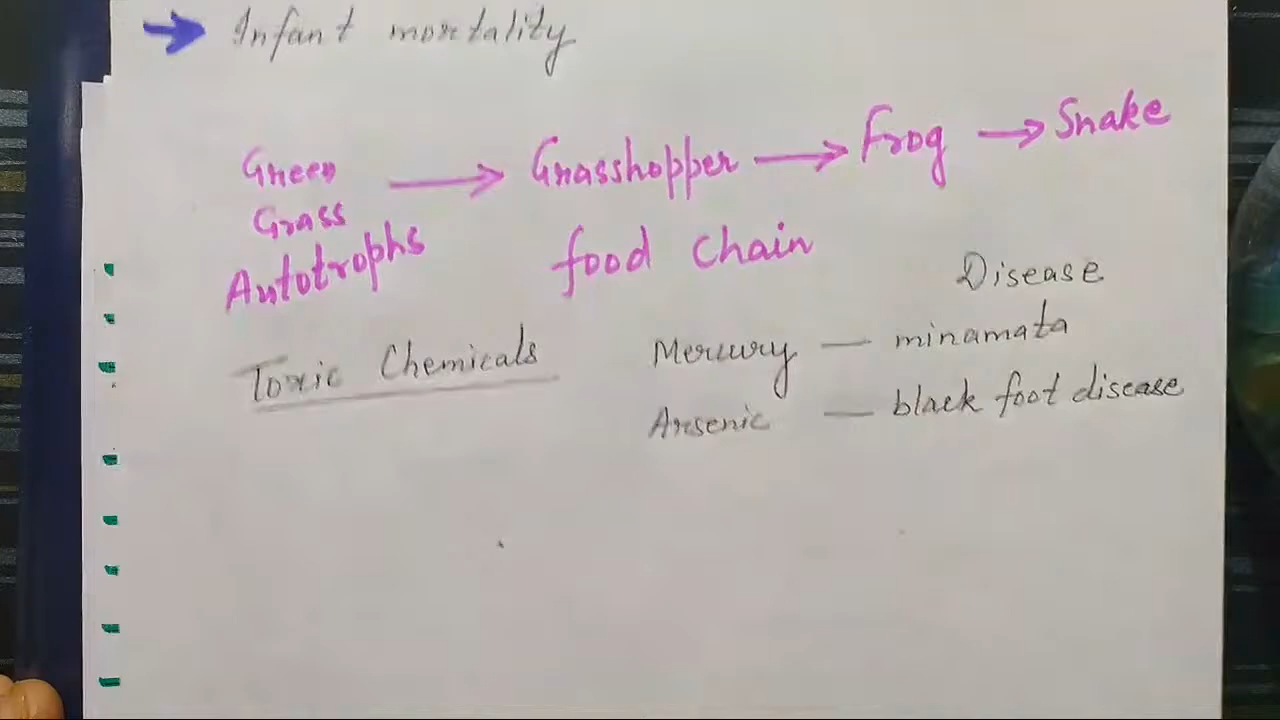 → Infant mortality
Green → Grasshopper → Frog → Snake
Grass
Autotrophs food Chain
Disease
Toxic Chemicals Mercury — minamata
Arsenic — black foot disease